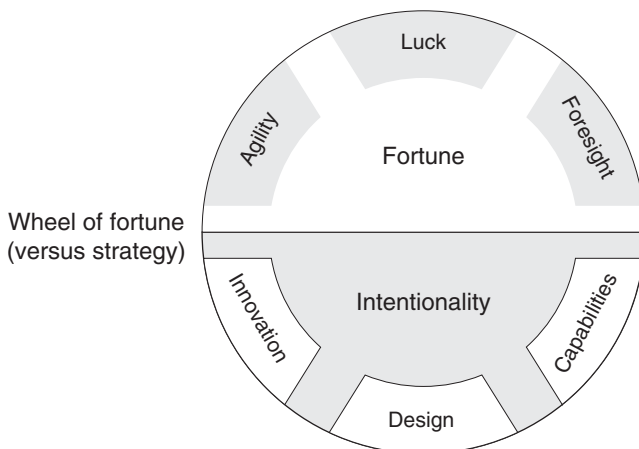 Luck
Agility
Foresight
Fortune
Wheel of fortune
(versus strategy)
Intentionality
Innovation
Capabilities
Design